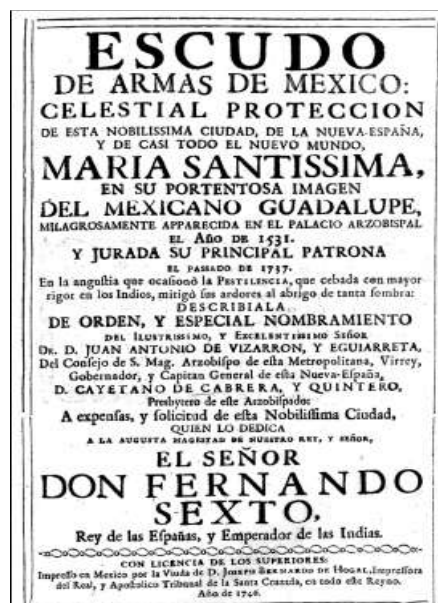 ESCUDO
DE ARMAS DE MEXICO:
CELESTIAL PROTECCION
DE ESTA NOBILISSIMA CIUDAD, DE LA NUEVA-ESPAÑA,
Y DE CASI TODO EL NUEVO MUNDO,
MARIA SANTISSIMA,
EN SU PORTENTOSA IMAGEN
DEL MEXICANO GUADALUPE,
MILAGROSAMENTE APPARECIDA EN EL PALACIO ARZOBISPAL
EL Año DE 1531.
Y JURADA SU PRINCIPAL PATRONA
EL PASSADO DE 1737.
En la angustia que ocasionò la PESTILENCIA, que cebada con mayor
rigor en los Indios, mitigò sus ardores al abrigo de tanta sombra:
DESCRIBIALA
DE ORDEN, Y ESPECIAL NOMBRAMIENTO
DEL ILUSTRISSIMO, Y EXCELENTISSIMO SEÑOR
DR. D. JUAN ANTONIO DE VIZARRON, Y EGUIARRETA,
Del Consejo de S. Mag. Arzobispo de esta Metropolitana, Virrey,
Gobernador, y Capitan General de esta Nueva-España,
D. CAYETANO DE CABRERA, Y QUINTERO,
Presbytero de este Arzobispado:
A expensas, y solicitud de esta Nobilissima Ciudad,
QUIEN LO DEDICA
A LA AUGUSTA MAGESTAD DE NUESTRO REY, Y SEÑOR,
EL SEÑOR
DON FERNANDO
SEXTO,
Rey de las Españas, y Emperador de las Indias.
CON LICENCIA DE LOS SUPERIORES:
Impresso en Mexico por la Viuda de D. JOSEPH BERNARDO DE HOGAL, Impressora
del Real, y Apostolico Tribunal de la Santa Cruzada, en todo este Reyno.
Año de 1746.